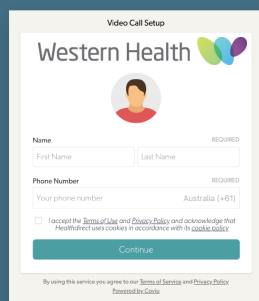 Video Call Setup
Western Health
Name REQUIRED
First Name Last Name
Phone Number REQUIRED
Your phone number Australia (+61)
I accept the Terms of Use and Privacy Policy and acknowledge that
Healthdirect uses cookies in accordance with its cookie policy
Continue
By using this service you agree to our Terms of Service and Privacy Policy
Powered by Coviu